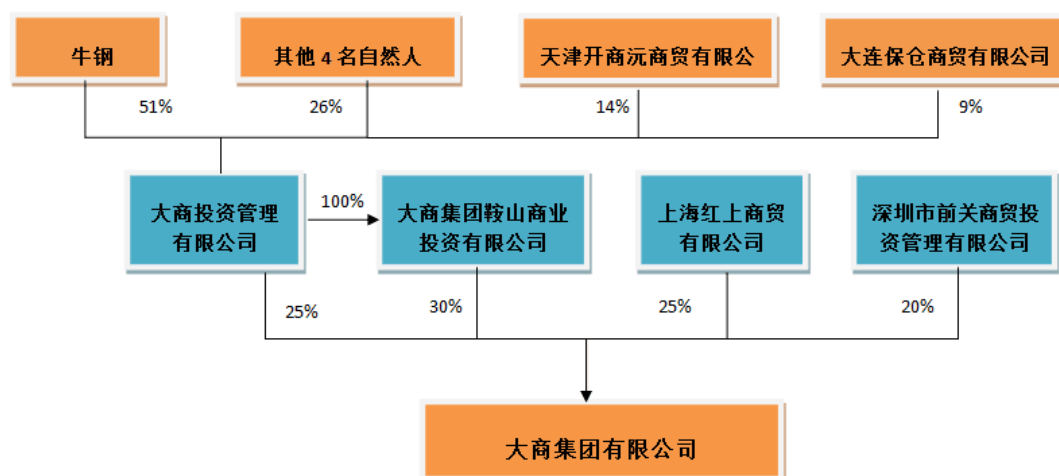 牛钢
其他 4 名自然人
天津开商沅商贸有限公
大连保仓商贸有限公司
51%
26%
14%
9%
大商投资管理
有限公司
100%
大商集团鞍山商业
投资有限公司
上海红上商贸
有限公司
深圳市前关商贸投
资管理有限公司
25%
30%
25%
20%
大商集团有限公司